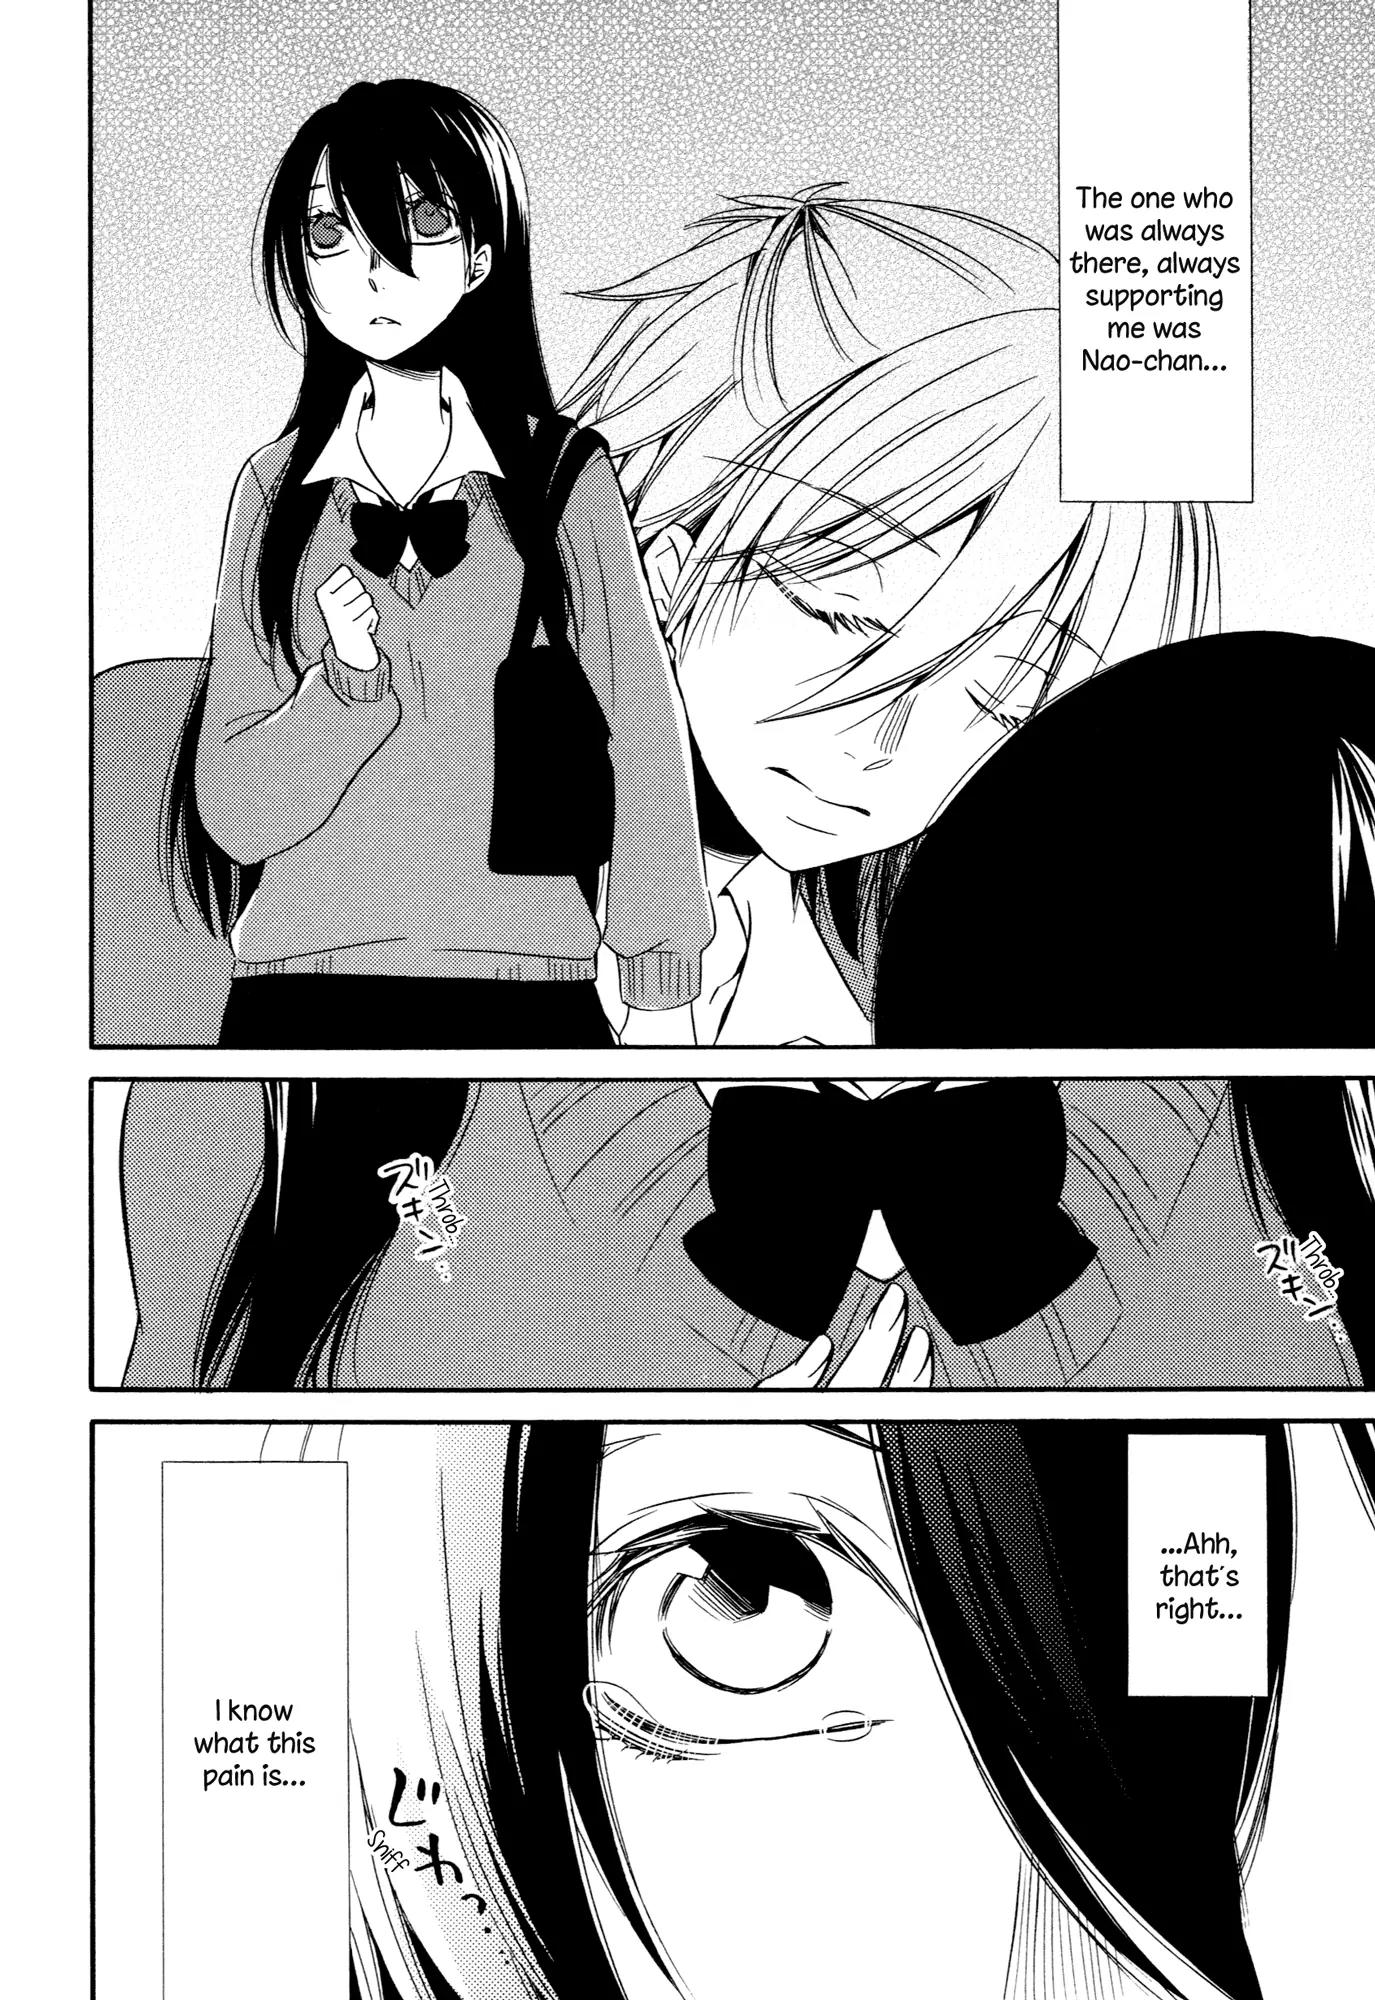 The one who
was always
there, always
supporting
me was
Nao-chan...
ズキン...
Throb...
ズキン...
Throb...
...Ahh,
that's
right...
I know
what this
pain is...
じわっ...
Sniff